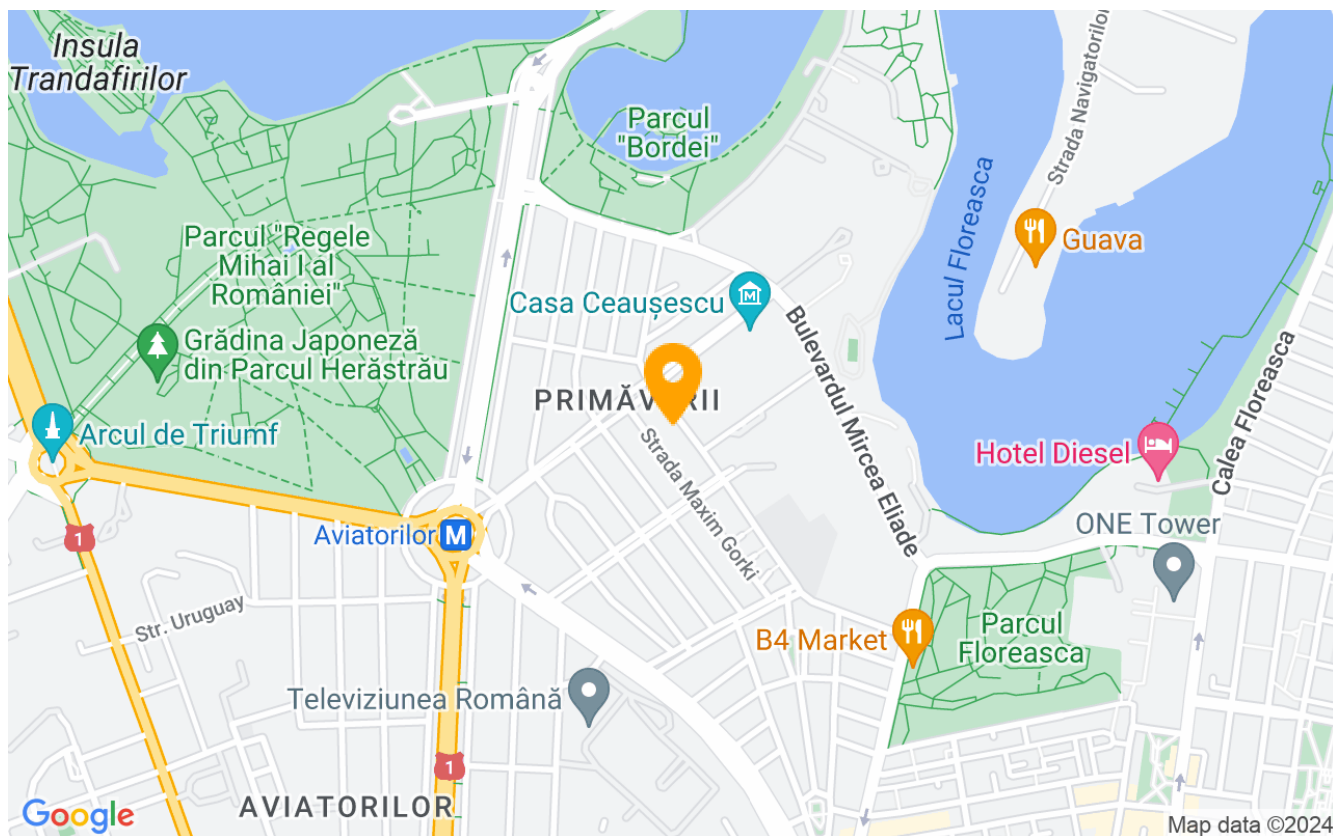 Insula
Trandafirilor
Parcul
"Bordei"
Strada Navigatorilor
Lacul Floreasca
Guava
Parcul "Regele
Mihai I al
României"
Casa Ceaușescu
Grădina Japoneză
din Parcul Herăstrău
Bulevardul Mircea Eliade
Calea Floreasca
PRIMĂVERII
Arcul de Triumf
Strada Maxim Gorki
Hotel Diesel
ONE Tower
Aviatorilor
M
1
Str. Uruguay
B4 Market
Parcul
Floreasca
Televiziunea Română
1
AVIATORILOR
Google
Map data ©2024